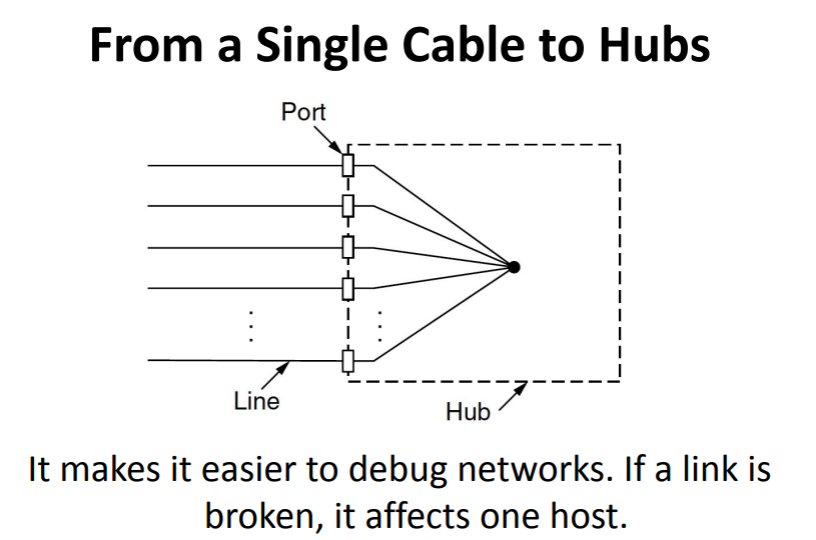 From a Single Cable to Hubs
Port
Line
Hub
It makes it easier to debug networks. If a link is
broken, it affects one host.